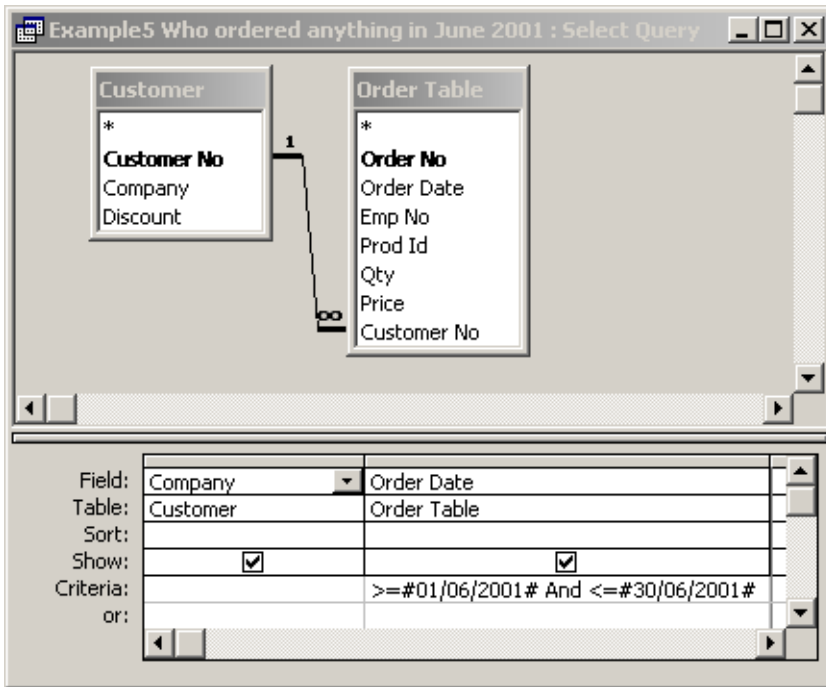 Example5 Who ordered anything in June 2001 : Select Query
Customer
*
Customer No
Company
Discount
1
∞
Order Table
*
Order No
Order Date
Emp No
Prod Id
Qty
Price
Customer No
Field: Company Order Date
Table: Customer Order Table
Sort:
Show:
Criteria: >=#01/06/2001# And <=#30/06/2001#
or: